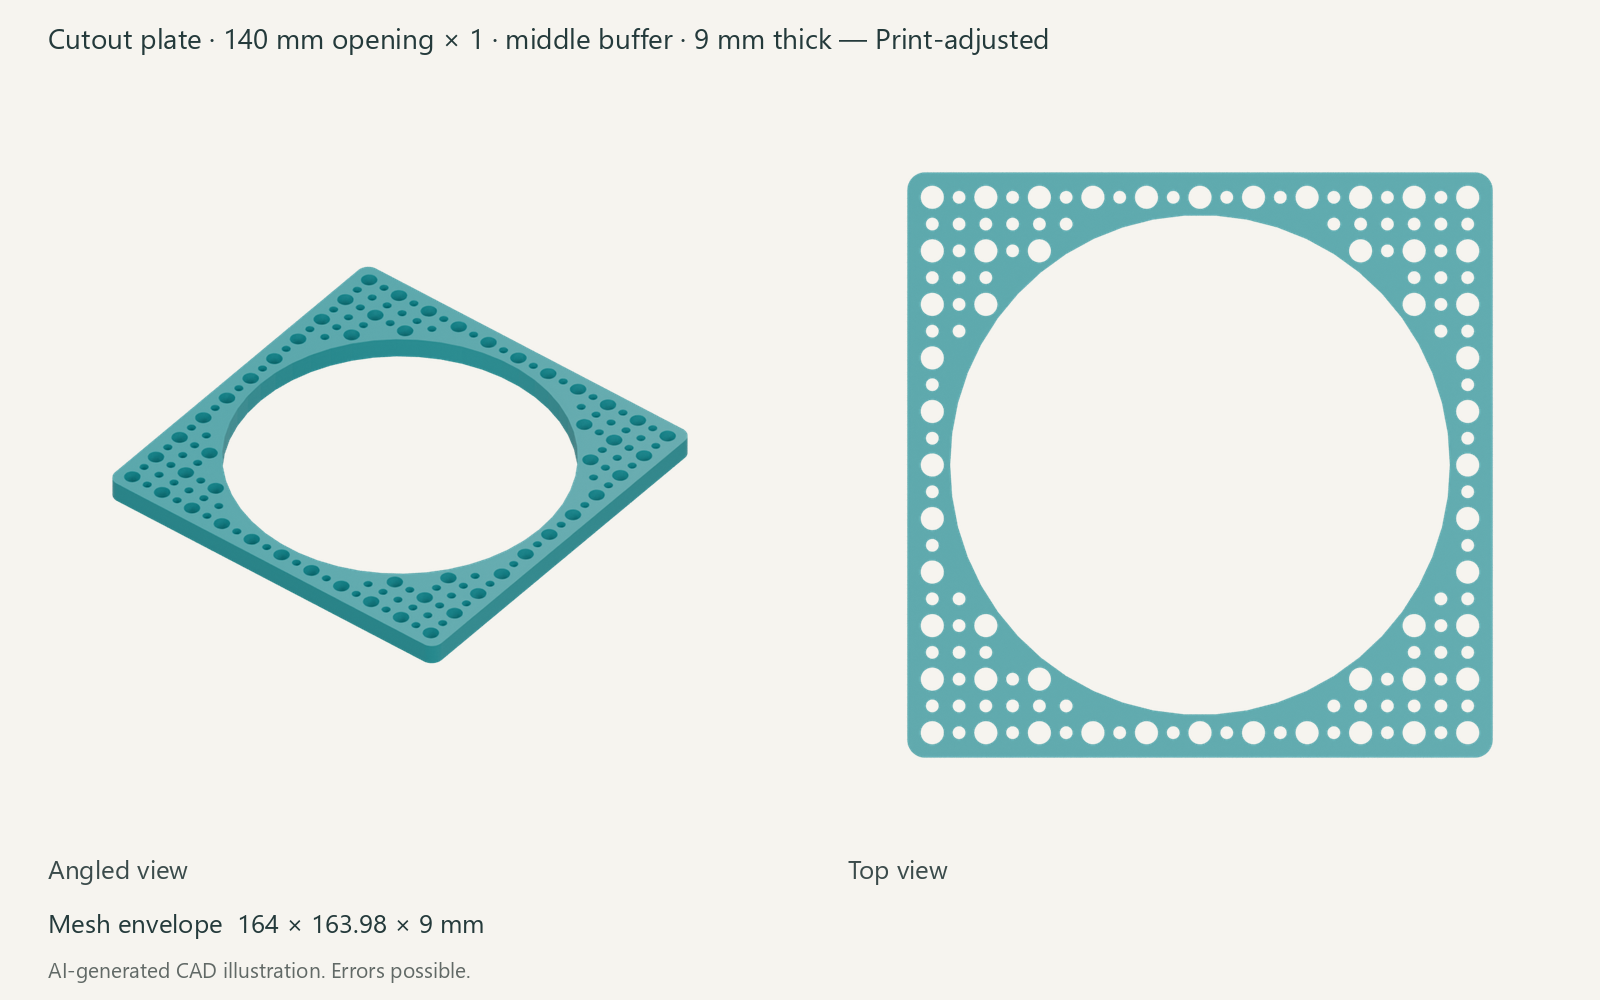 Cutout plate · 140 mm opening × 1 · middle buffer · 9 mm thick — Print-adjusted
Angled view
Top view
Mesh envelope 164 × 163.98 × 9 mm
AI-generated CAD illustration. Errors possible.